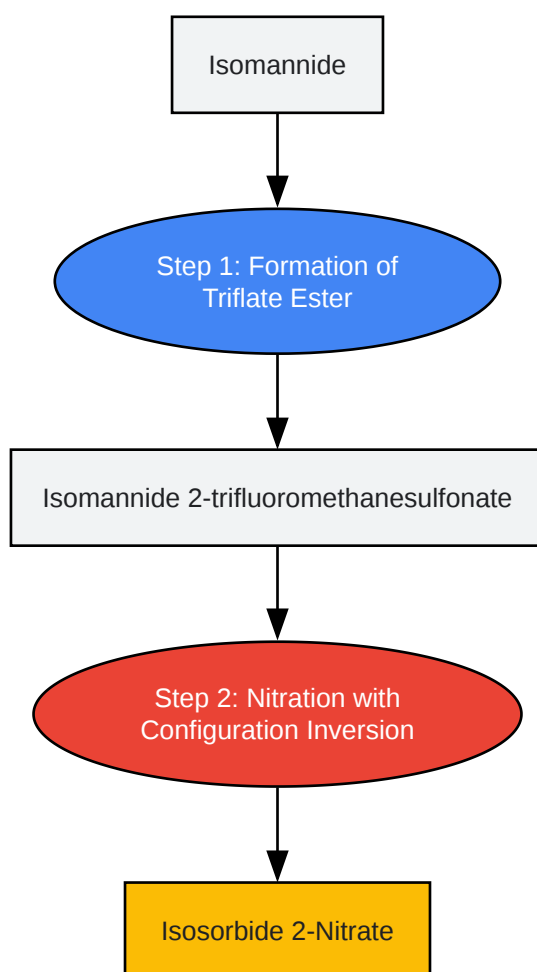 Isomannide
Step 1: Formation of
Triflate Ester
Isomannide 2-trifluoromethanesulfonate
Step 2: Nitration with
Configuration Inversion
Isosorbide 2-Nitrate